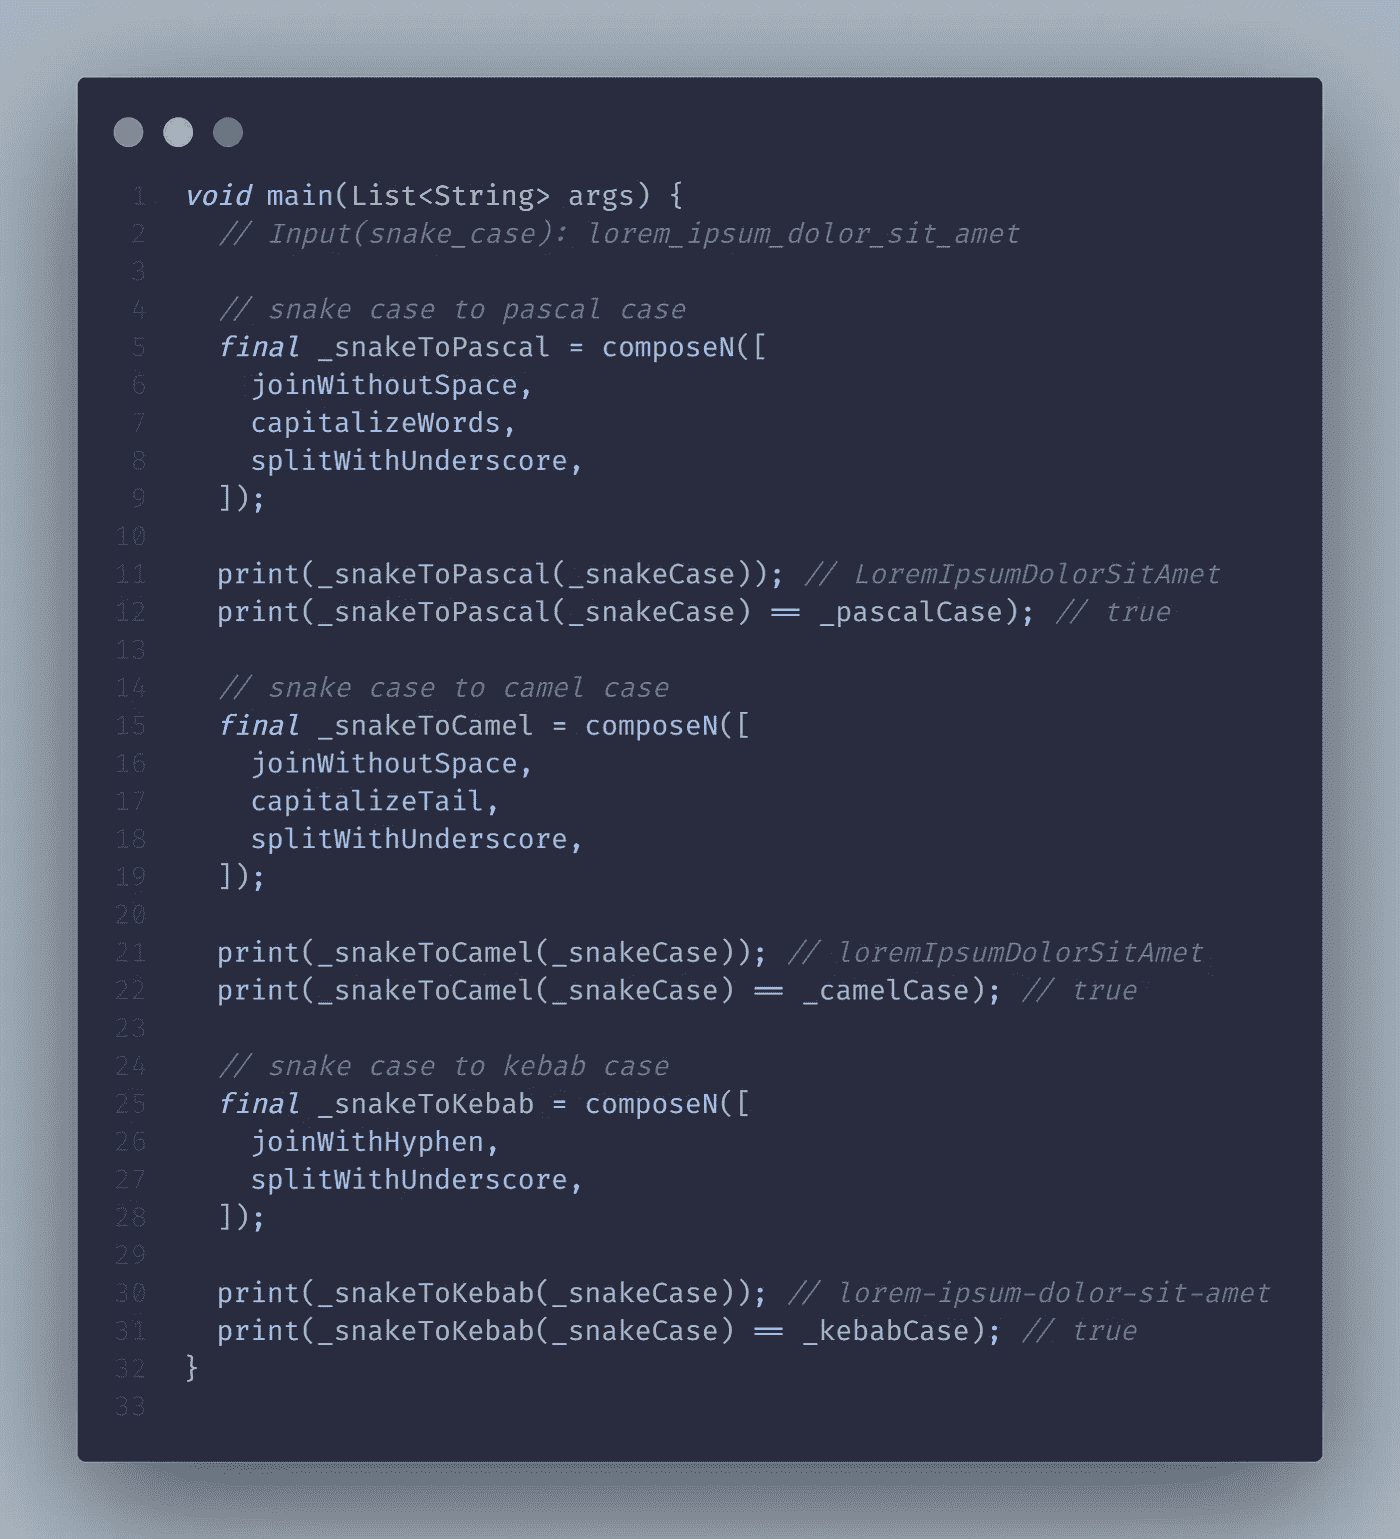 1 void main(List<String> args) {
2 // Input(snake_case): lorem_ipsum_dolor_sit_amet
3
4 // snake case to pascal case
5 final _snakeToPascal = composeN([
6 joinWithoutSpace,
7 capitalizeWords,
8 splitWithUnderscore,
9 ]);
10
11 print(_snakeToPascal(_snakeCase)); // LoremIpsumDolorSitAmet
12 print(_snakeToPascal(_snakeCase) == _pascalCase); // true
13
14 // snake case to camel case
15 final _snakeToCamel = composeN([
16 joinWithoutSpace,
17 capitalizeTail,
18 splitWithUnderscore,
19 ]);
20
21 print(_snakeToCamel(_snakeCase)); // loremIpsumDolorSitAmet
22 print(_snakeToCamel(_snakeCase) == _camelCase); // true
23
24 // snake case to kebab case
25 final _snakeToKebab = composeN([
26 joinWithHyphen,
27 splitWithUnderscore,
28 ]);
29
30 print(_snakeToKebab(_snakeCase)); // lorem-ipsum-dolor-sit-amet
31 print(_snakeToKebab(_snakeCase) == _kebabCase); // true
32 }
33